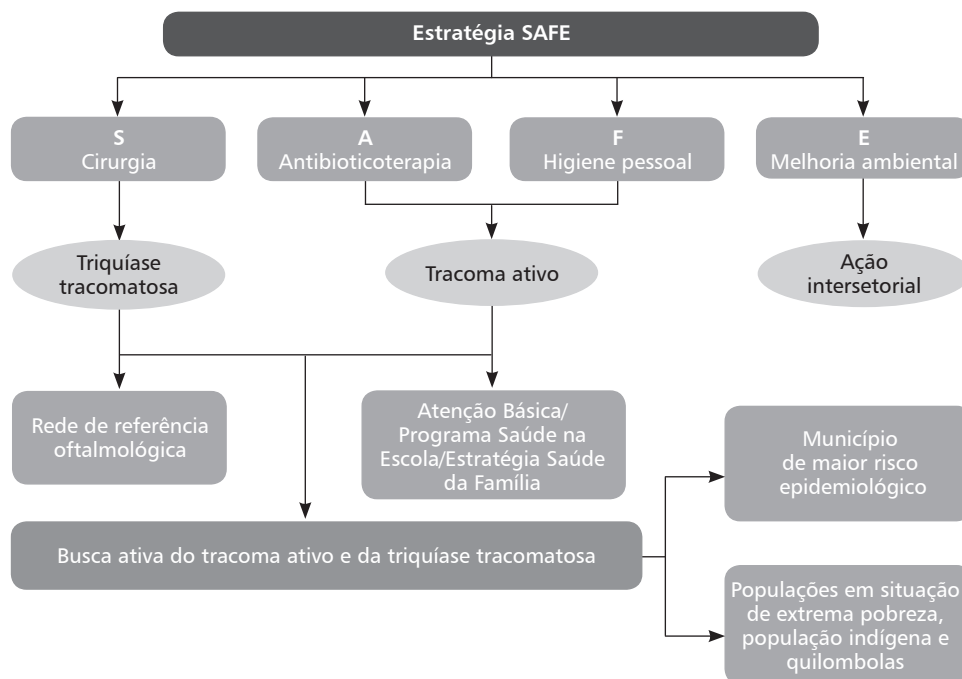 Estratégia SAFE
S
Cirurgia
A
Antibioticoterapia
F
Higiene pessoal
E
Melhoria ambiental
Triquíase
tracomatosa
Tracoma ativo
Ação
intersetorial
Rede de referência
oftalmológica
Atenção Básica/
Programa Saúde na
Escola/Estratégia Saúde
da Família
Município
de maior risco
epidemiológico
Busca ativa do tracoma ativo e da triquíase tracomatosa
Populações em situação
de extrema pobreza,
população indígena e
quilombolas